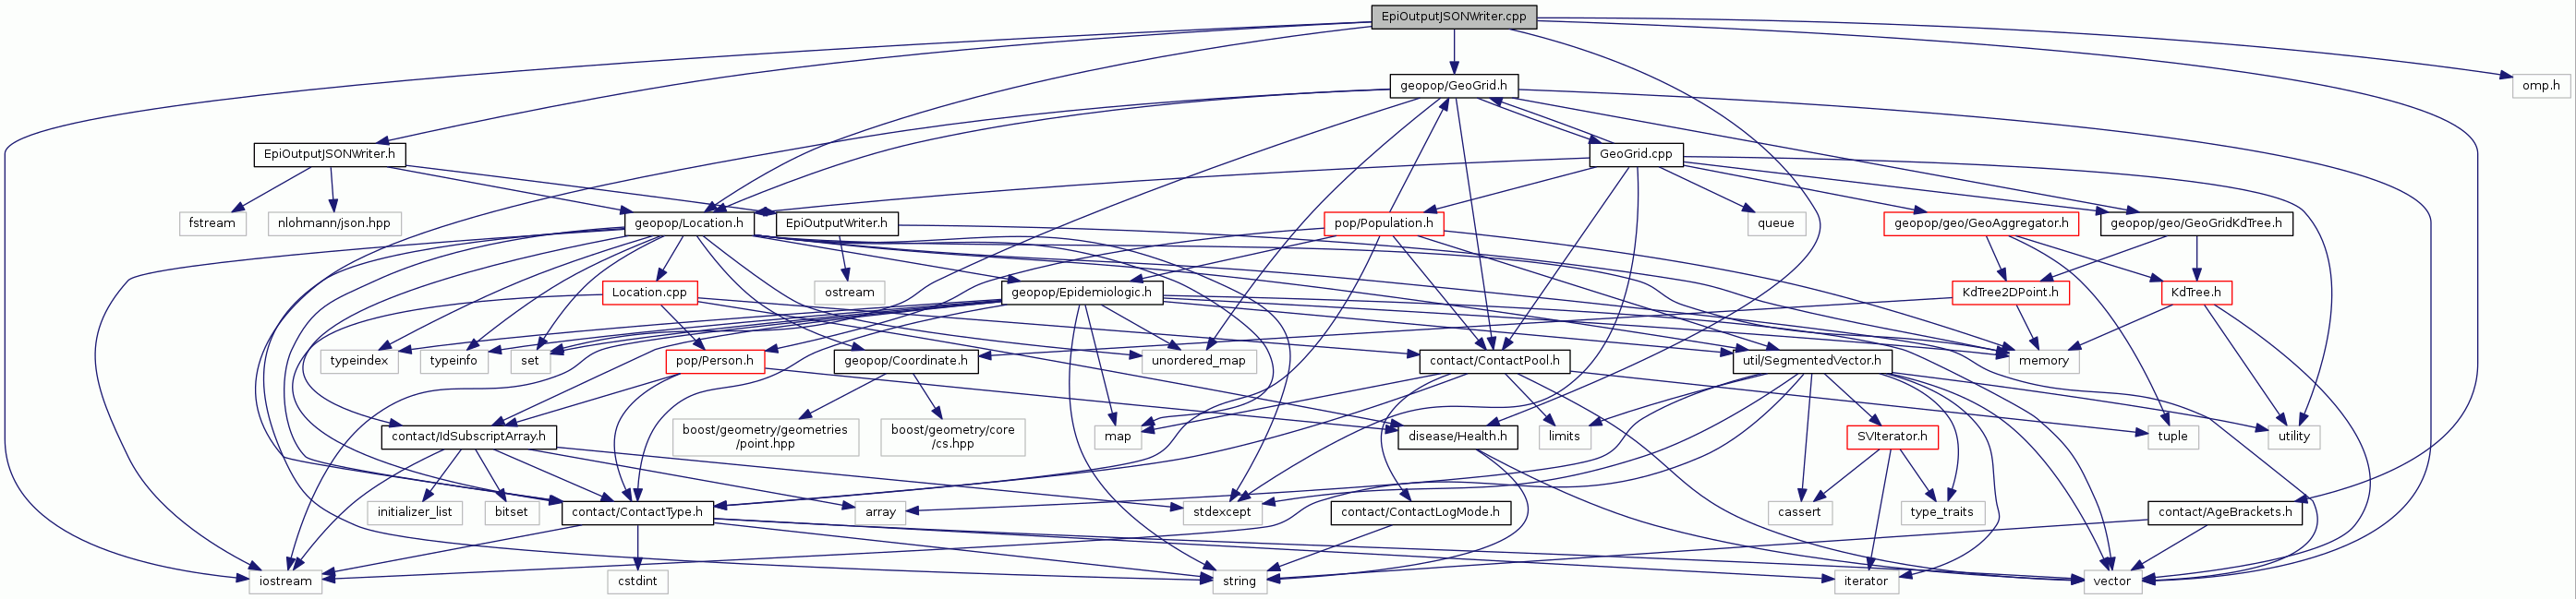 EpiOutputJSONWriter.cpp
geopop/GeoGrid.h
omp.h
EpiOutputJSONWriter.h
GeoGrid.cpp
fstream
nlohmann/json.hpp
geopop/Location.h
EpiOutputWriter.h
pop/Population.h
queue
geopop/geo/GeoAggregator.h
geopop/geo/GeoGridKdTree.h
Location.cpp
ostream
geopop/Epidemiologic.h
KdTree2DPoint.h
KdTree.h
typeindex
typeinfo
set
pop/Person.h
geopop/Coordinate.h
unordered_map
contact/ContactPool.h
util/SegmentedVector.h
memory
contact/IdSubscriptArray.h
boost/geometry/geometries
/point.hpp
boost/geometry/core
/cs.hpp
map
disease/Health.h
limits
SVIterator.h
tuple
utility
initializer_list
bitset
contact/ContactType.h
array
stdexcept
contact/ContactLogMode.h
cassert
type_traits
contact/AgeBrackets.h
iostream
cstdint
string
iterator
vector